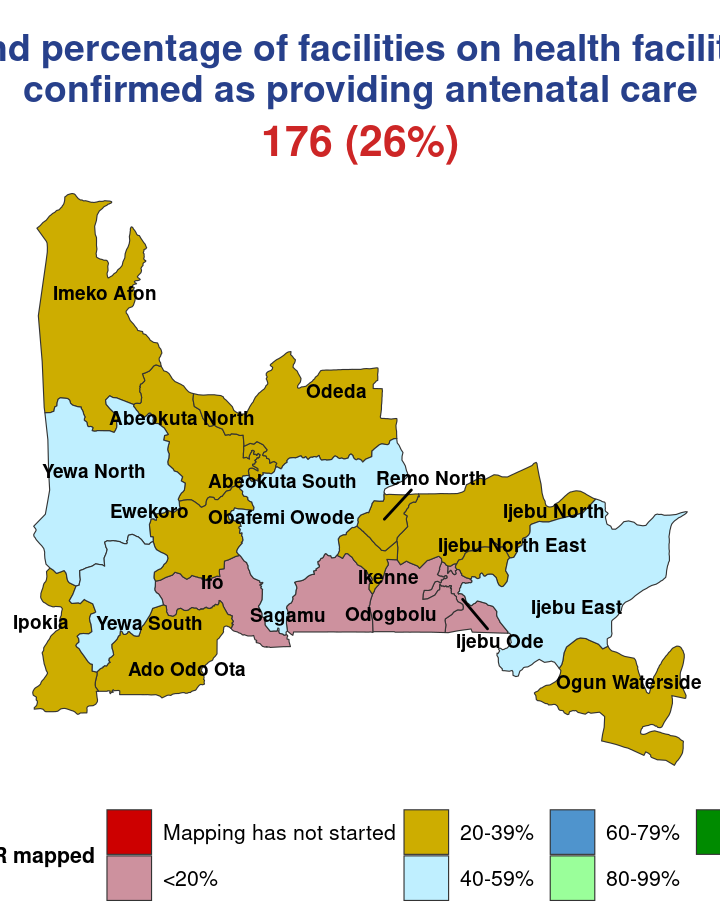 percentage of facilities on health
confirmed as providing antenatal care
176 (26%)
Imeko Afon
Odeda
Abeokuta North
Yewa North
Abeokuta South
Remo North
Ewekoro
Obafemi Owode
Ijebu North
Ijebu North East
Ifo
Ikenne
Ipokia
Yewa South
Sagamu
Odogbolu
Ijebu East
Ijebu Ode
Ado Odo Ota
Ogun Waterside
mapped
Mapping has not started
20-39%
60-79%
<20%
40-59%
80-99%